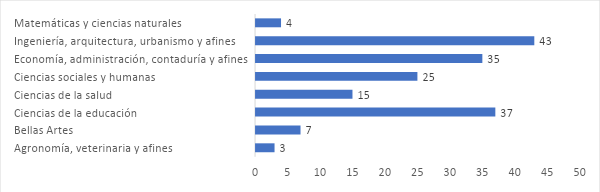 Matemáticas y ciencias naturales 4
Ingeniería, arquitectura, urbanismo y afines 43
Economía, administración, contaduría y afines 35
Ciencias sociales y humanas 25
Ciencias de la salud 15
Ciencias de la educación 37
Bellas Artes 7
Agronomía, veterinaria y afines 3
0 5 10 15 20 25 30 35 40 45 50